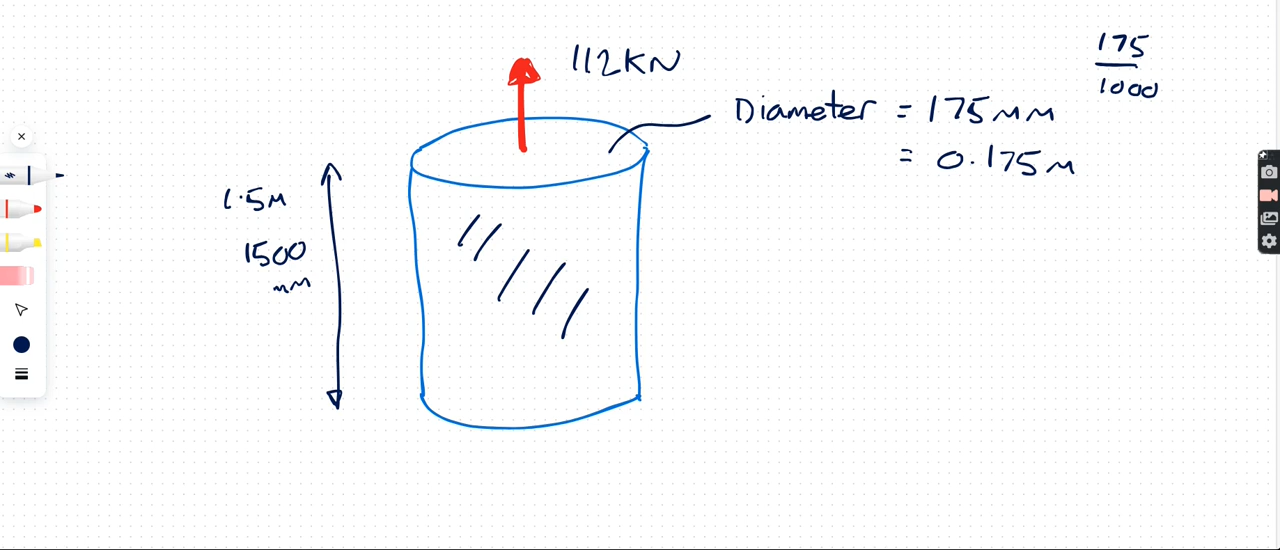 112KN
175
1000
Diameter = 175mm
= 0.175m
1.5m
1500
mm